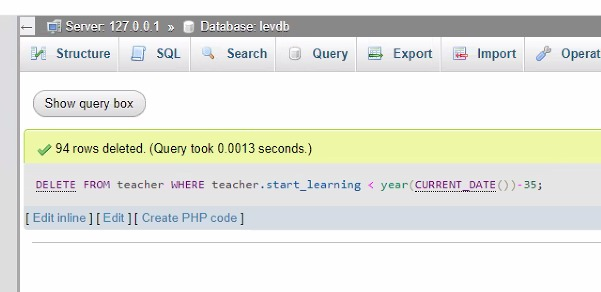 ← Server: 127.0.0.1 » Database: levdb
Structure SQL Search Query Export Import Operat
Show query box
94 rows deleted. (Query took 0.0013 seconds.)
DELETE FROM teacher WHERE teacher.start_learning < year(CURRENT_DATE())-35;
[ Edit inline ] [ Edit ] [ Create PHP code ]